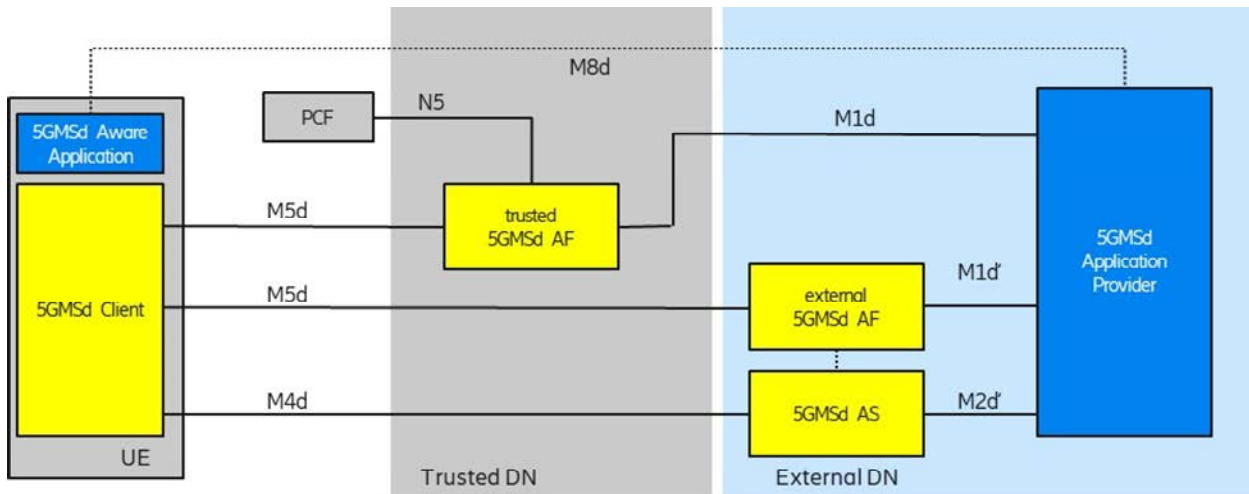 M8d
5GMSd Aware
Application
PCF
N5
M1d
M5d
trusted
5GMSd AF
5GMSd
Application
Provider
5GMSd Client
M5d
external
5GMSd AF
M1d'
M4d
5GMSd AS
M2d'
UE
Trusted DN
External DN